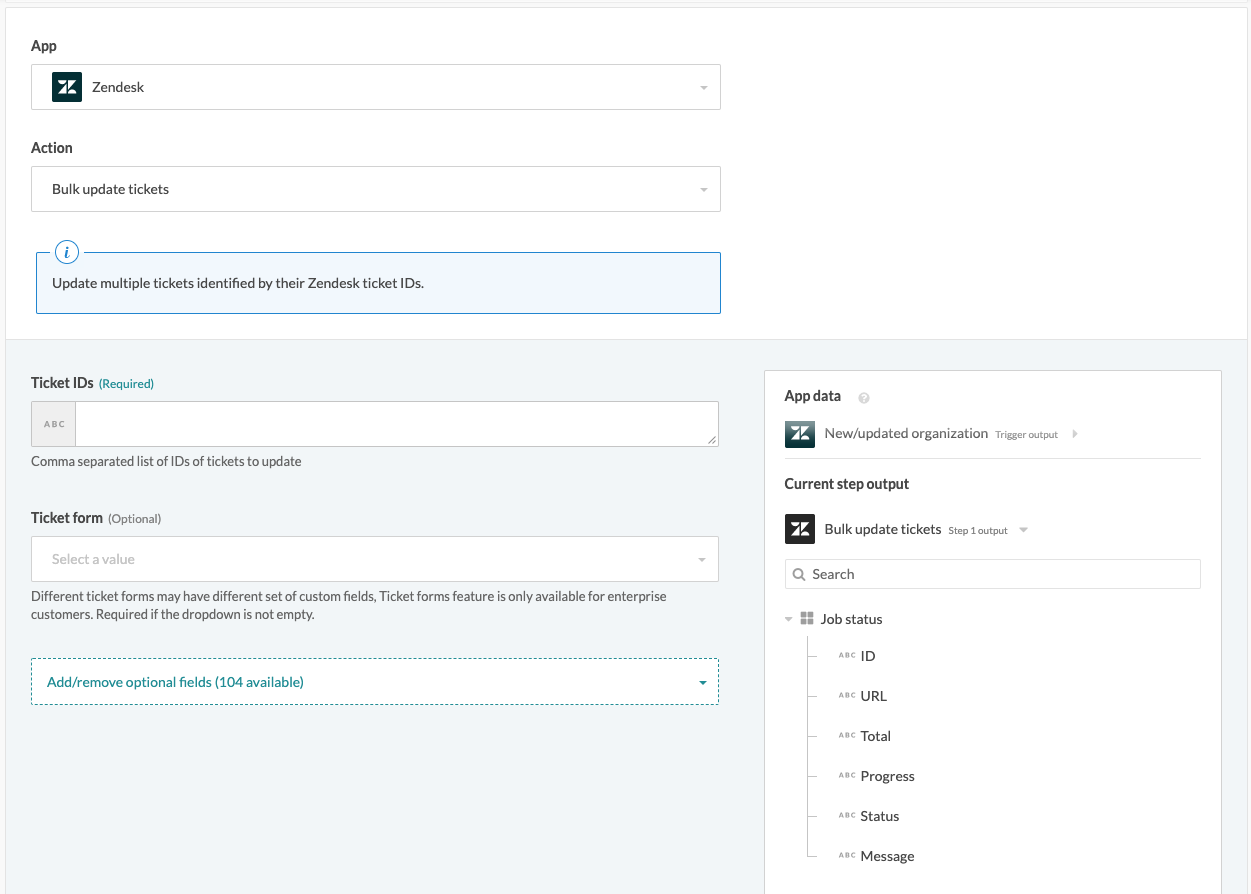 App
Zendesk
Action
Bulk update tickets
i
Update multiple tickets identified by their Zendesk ticket IDs.
Ticket IDs (Required)
ABC
Comma separated list of IDs of tickets to update
Ticket form (Optional)
Select a value
Different ticket forms may have different set of custom fields, Ticket forms feature is only available for enterprise
customers. Required if the dropdown is not empty.
Add/remove optional fields (104 available)
App data ?
New/updated organization Trigger output
Current step output
Bulk update tickets Step 1 output
Search
Job status
ABC ID
ABC URL
ABC Total
ABC Progress
ABC Status
ABC Message